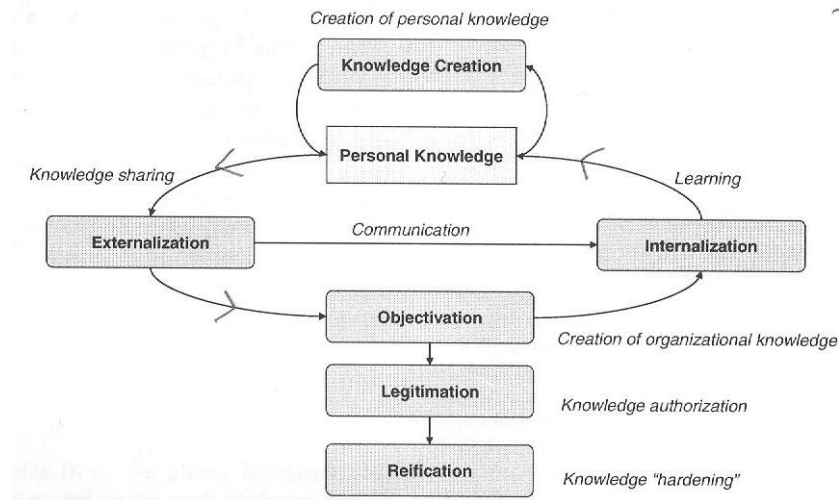 Creation of personal knowledge
Knowledge Creation
Personal Knowledge
Knowledge sharing
Learning
Externalization
Communication
Internalization
Objectivation
Creation of organizational knowledge
Legitimation
Knowledge authorization
Reification
Knowledge "hardening"